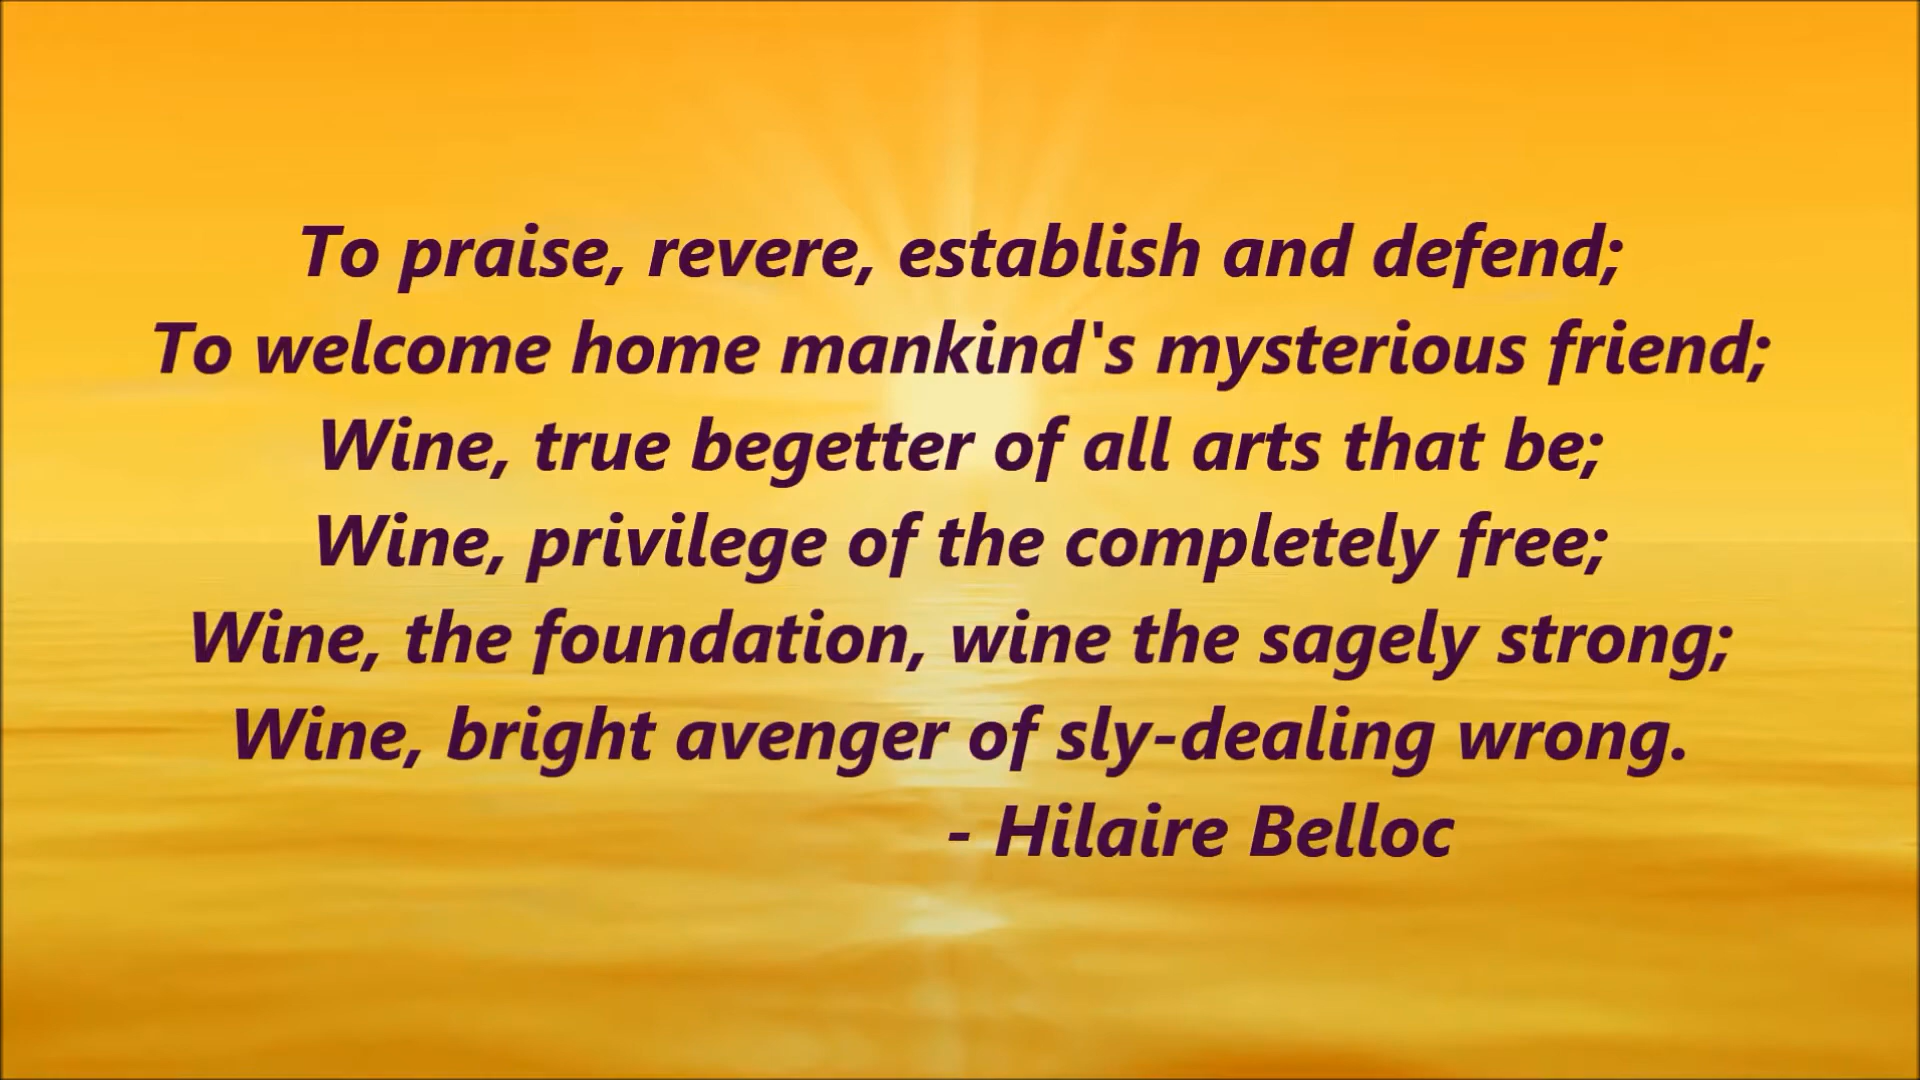 To praise, revere, establish and defend;
To welcome home mankind's mysterious friend;
Wine, true begetter of all arts that be;
Wine, privilege of the completely free;
Wine, the foundation, wine the sagely strong;
Wine, bright avenger of sly-dealing wrong.
- Hilaire Belloc